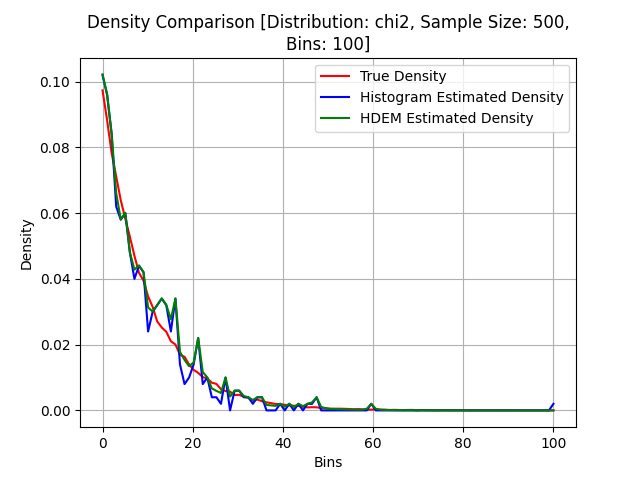 Density Comparison [Distribution: chi2, Sample Size: 500,
Bins: 100]
True Density
Histogram Estimated Density
HDEM Estimated Density
Density
0.10
0.08
0.06
0.04
0.02
0.00
0 20 40 60 80 100
Bins